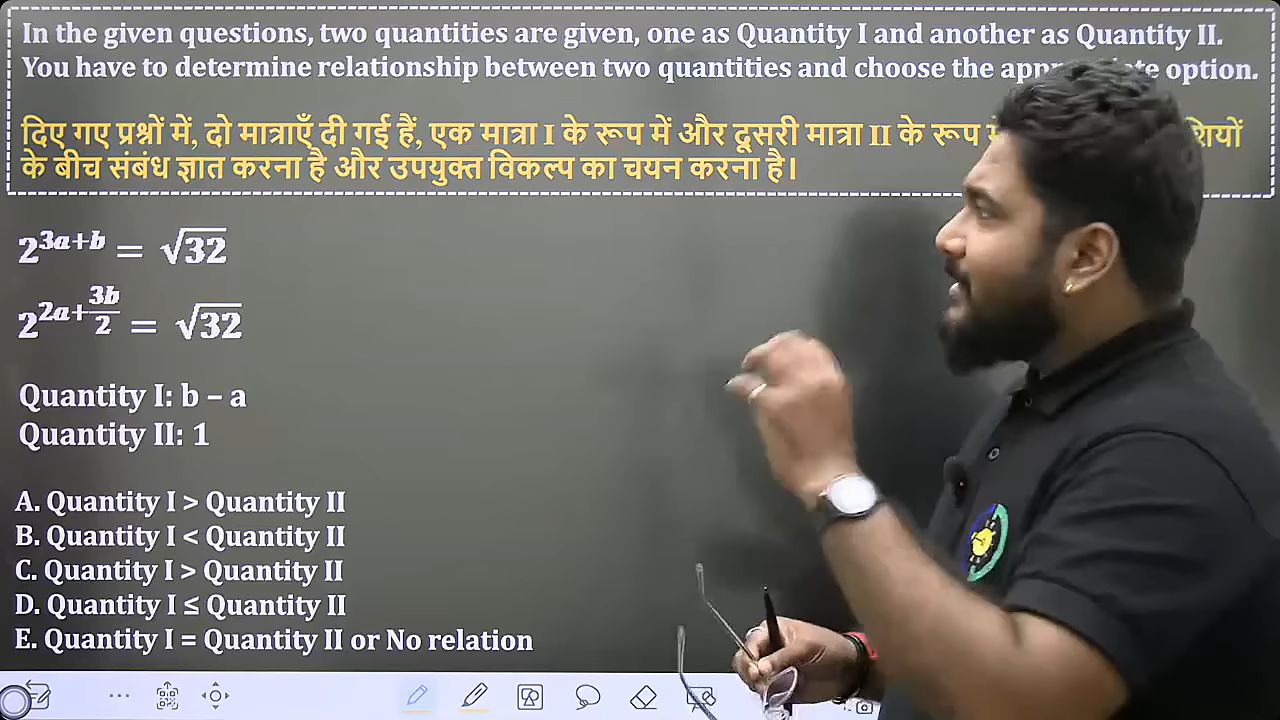 In the given questions, two quantities are given, one as Quantity I and another as Quantity II.
You have to determine relationship between two quantities and choose the option.
दिए गए प्रश्नों में, दो मात्राएँ दी गई हैं, एक मात्रा I के रूप में और दूसरी मात्रा II के रूप
के बीच संबंध ज्ञात करना है और उपयुक्त विकल्प का चयन करना है।
2^{3a+b} = √32
2^{2a+\frac{3b}{2}} = √32
Quantity I: b – a
Quantity II: 1
A. Quantity I > Quantity II
B. Quantity I < Quantity II
C. Quantity I > Quantity II
D. Quantity I ≤ Quantity II
E. Quantity I = Quantity II or No relation